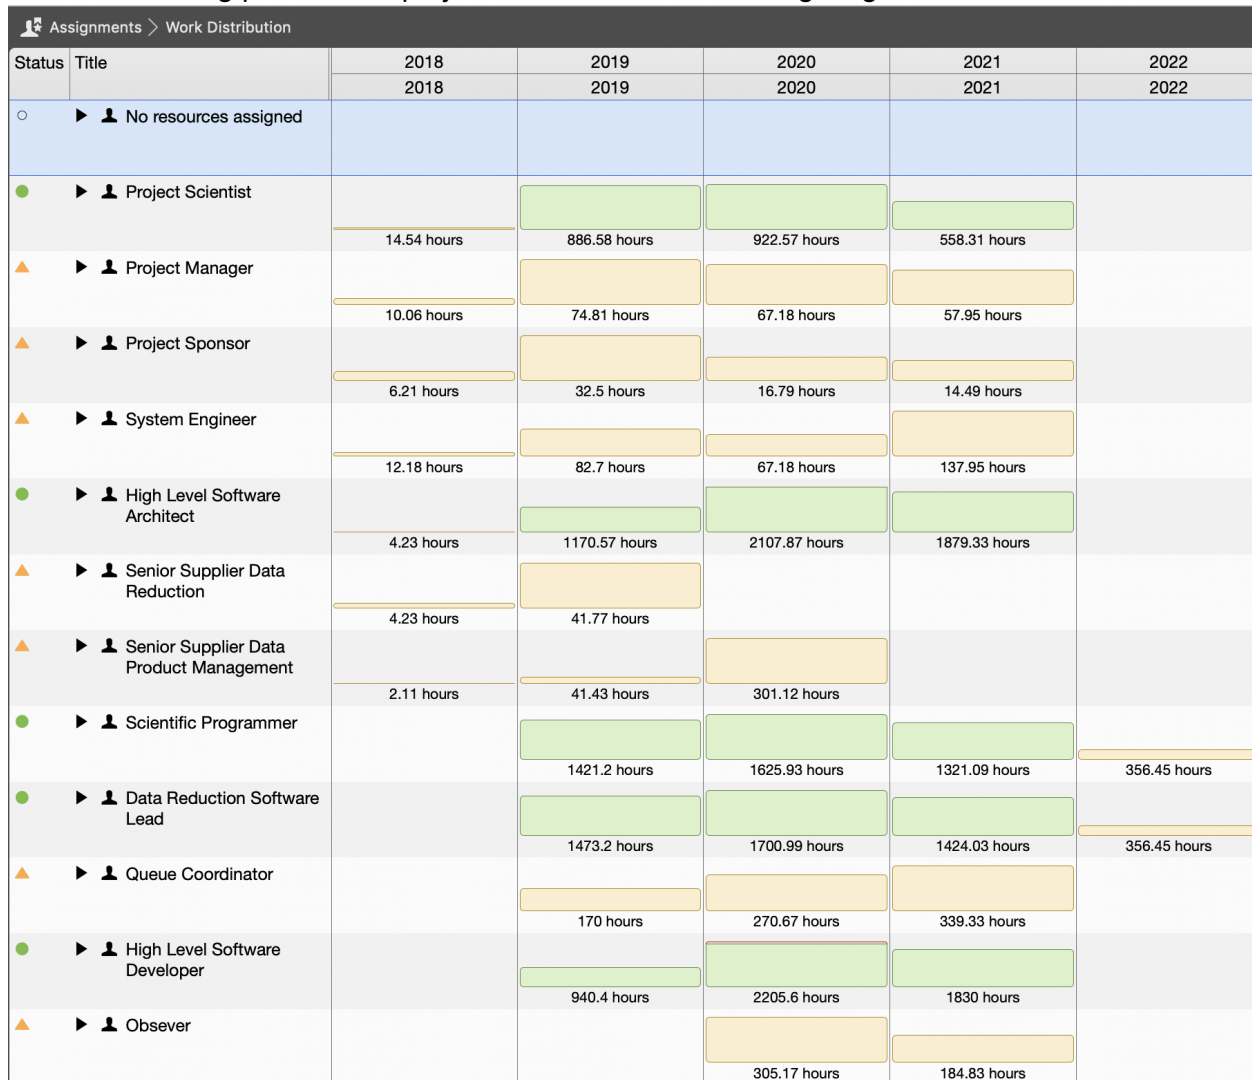 Assignments > Work Distribution
Status Title 2018 2019 2020 2021 2022
2018 2019 2020 2021 2022
No resources assigned
Project Scientist
14.54 hours 886.58 hours 922.57 hours 558.31 hours
Project Manager
10.06 hours 74.81 hours 67.18 hours 57.95 hours
Project Sponsor
6.21 hours 32.5 hours 16.79 hours 14.49 hours
System Engineer
12.18 hours 82.7 hours 67.18 hours 137.95 hours
High Level Software
Architect
4.23 hours 1170.57 hours 2107.87 hours 1879.33 hours
Senior Supplier Data
Reduction
4.23 hours 41.77 hours
Senior Supplier Data
Product Management
2.11 hours 41.43 hours 301.12 hours
Scientific Programmer
1421.2 hours 1625.93 hours 1321.09 hours 356.45 hours
Data Reduction Software
Lead
1473.2 hours 1700.99 hours 1424.03 hours 356.45 hours
Queue Coordinator
170 hours 270.67 hours 339.33 hours
High Level Software
Developer
940.4 hours 2205.6 hours 1830 hours
Obsever
305.17 hours 184.83 hours